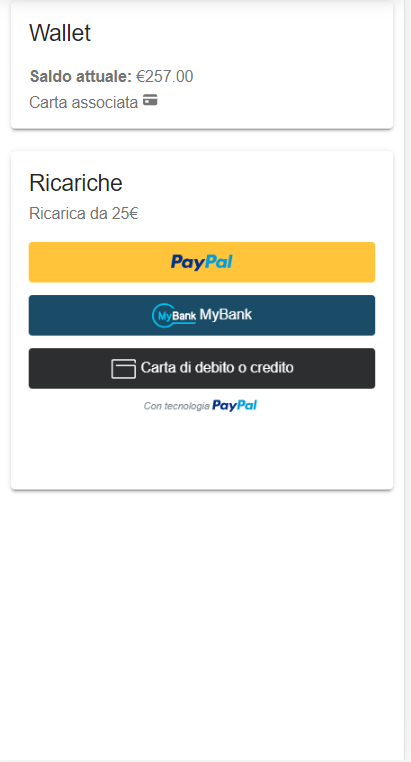 Wallet
Saldo attuale: €257.00
Carta associata
Ricariche
Ricarica da 25€
PayPal
MyBank MyBank
Carta di debito o credito
Con tecnologia PayPal